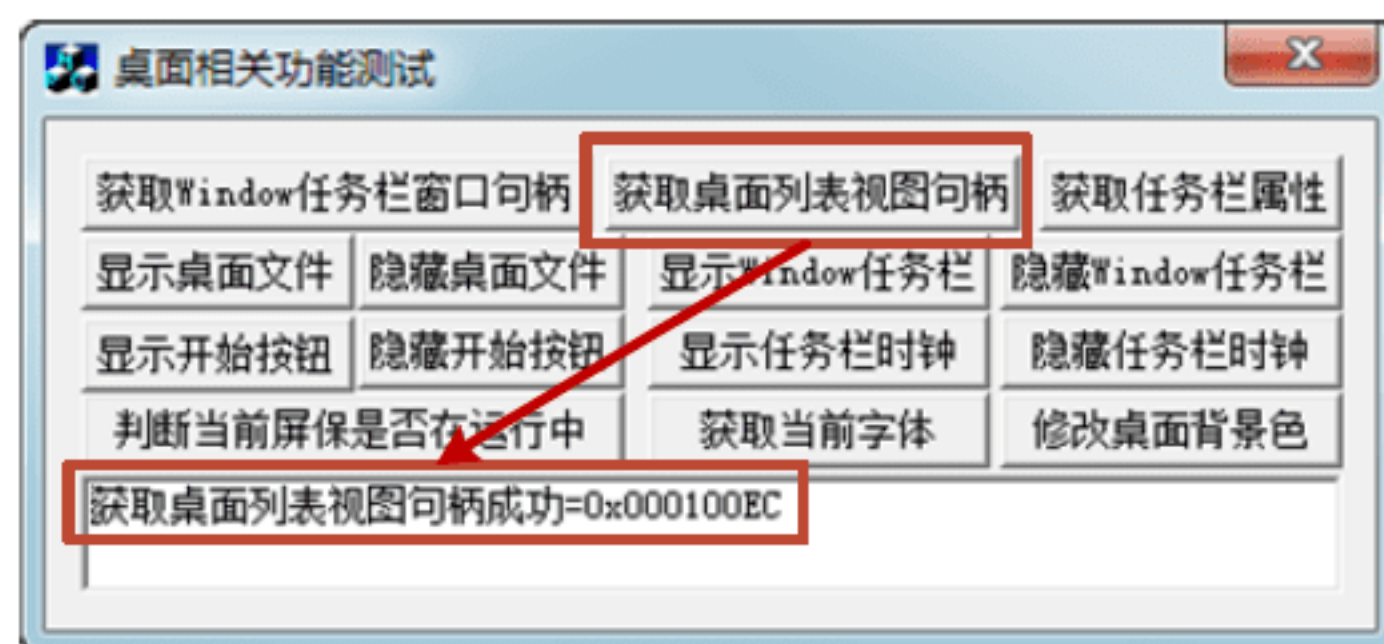 桌面相关功能测试
获取Window任务栏窗口句柄 获取桌面列表视图句柄 获取任务栏属性
显示桌面文件 隐藏桌面文件 显示Window任务栏 隐藏Window任务栏
显示开始按钮 隐藏开始按钮 显示任务栏时钟 隐藏任务栏时钟
判断当前屏保是否在运行中 获取当前字体 修改桌面背景色
获取桌面列表视图句柄成功=0x000100EC